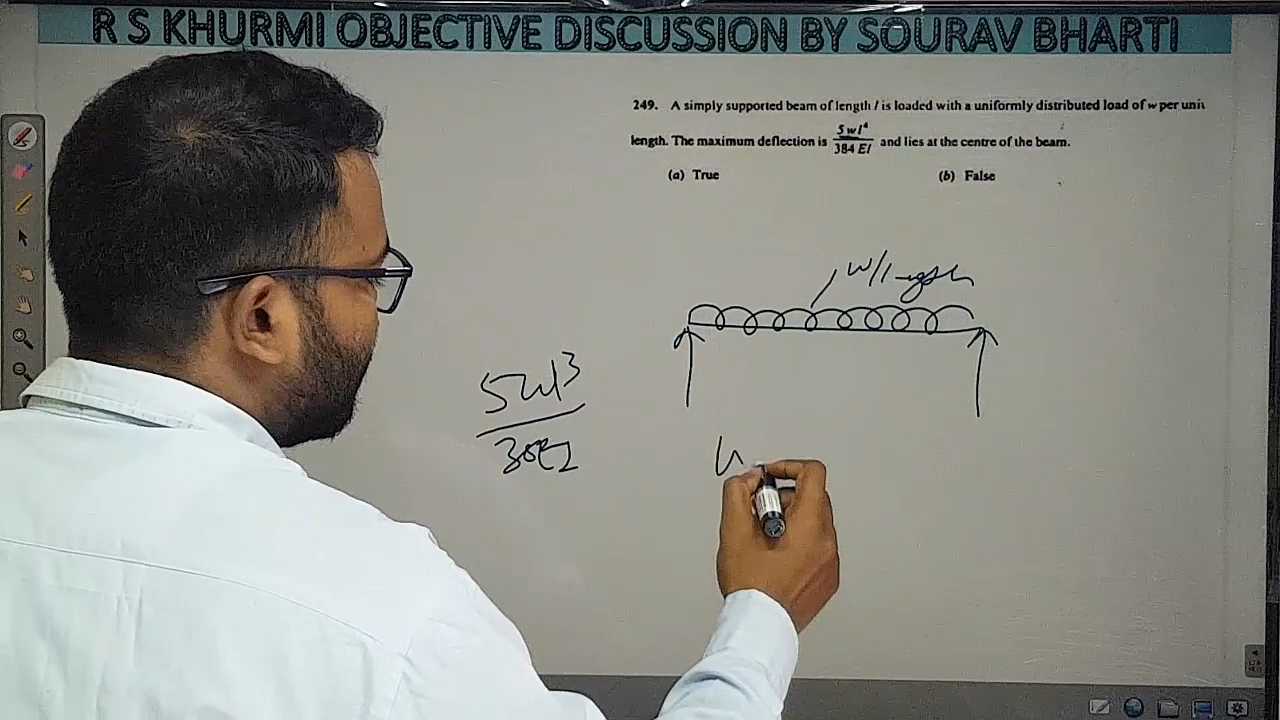 R S KHURMI OBJECTIVE DISCUSSION BY SOURAV BHARTI
249. A simply supported beam of length l is loaded with a uniformly distributed load of w per unit
length. The maximum deflection is 5wl⁴/384 EI and lies at the centre of the beam.
(a) True (b) False
w/length
5wl³